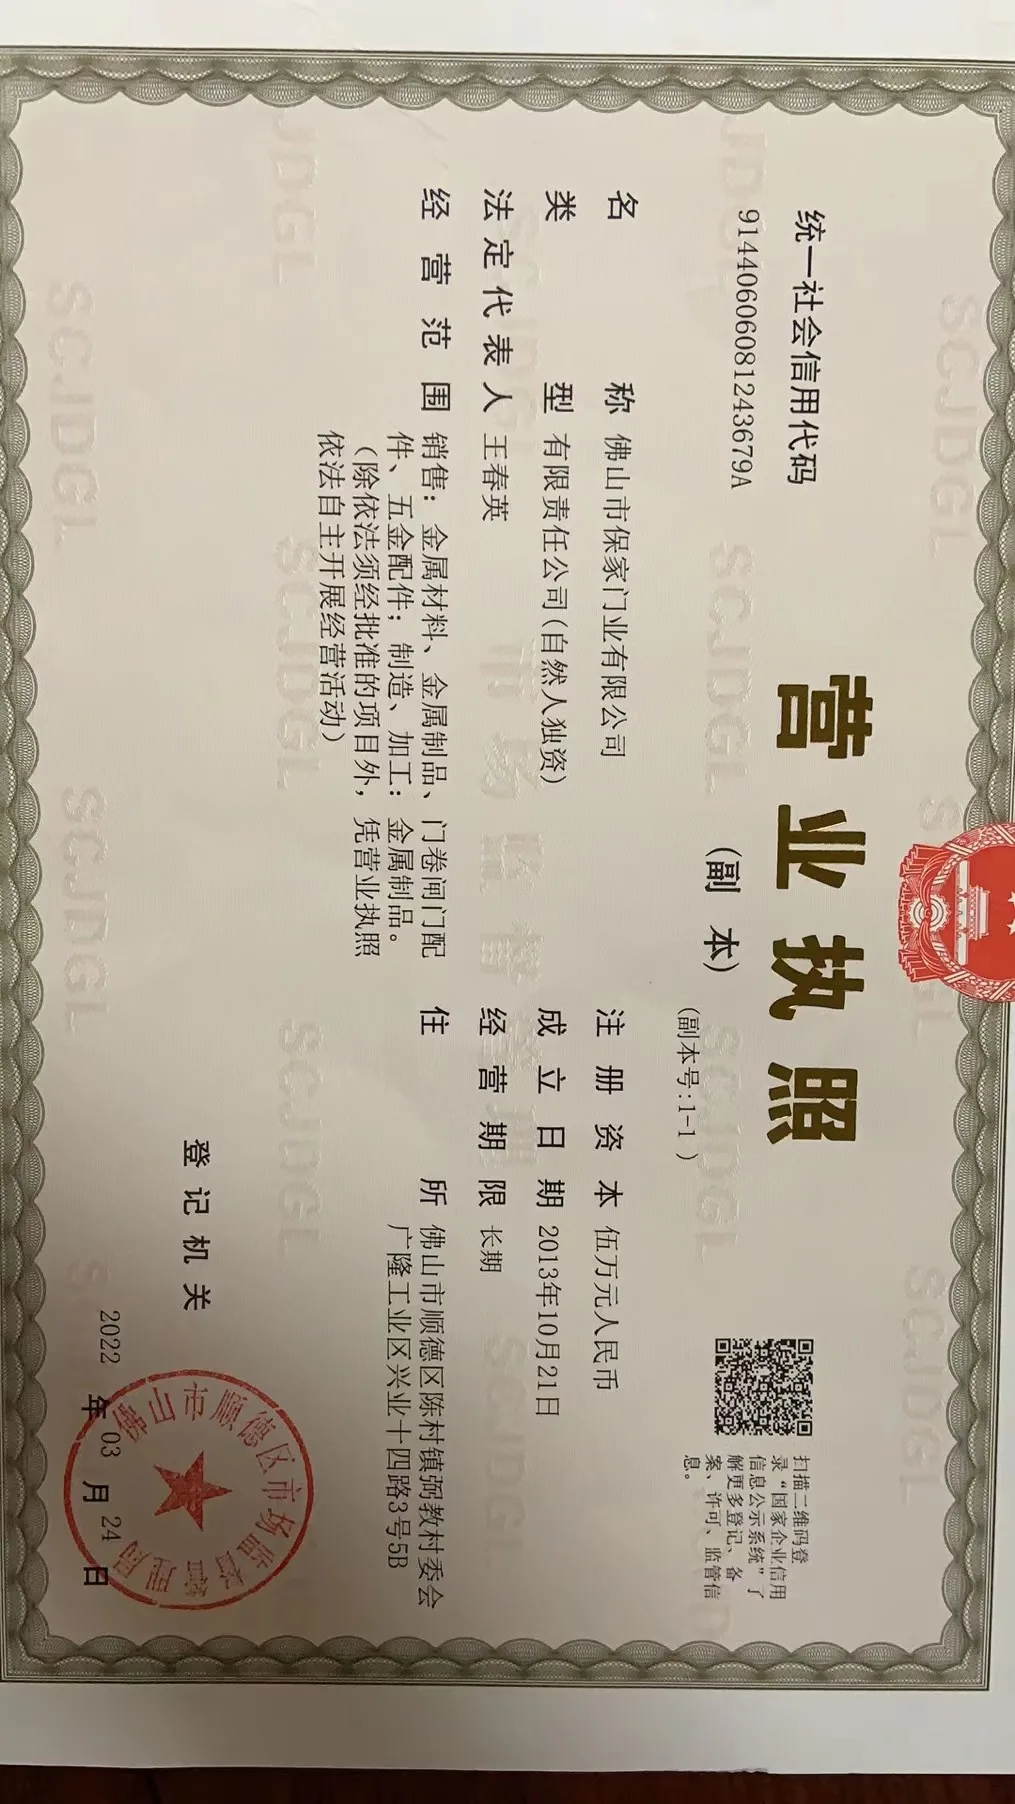 营业执照
(副 本)
(副本号:1-1)
统一社会信用代码
91440606081243679A
扫描二维码登
录“国家企业信用
信息公示系统”了
解更多登记、备
案、许可、监管信
息。
名 称 佛山市保家门业有限公司
类 型 有限责任公司(自然人独资)
法定代表人 王春英
经营范围 销售：金属材料、金属制品、门卷闸门配
件、五金配件；制造、加工：金属制品。
(除依法须经批准的项目外，凭营业执照
依法自主开展经营活动)
注册资本 伍万元人民币
成立日期 2013年10月21日
经营期限 长期
住 所 佛山市顺德区陈村镇弼教村委会
广隆工业区兴业十四路3号5B
登记机关
佛山市顺德区市场监督管理局
2022 年 03 月 24 日
SCJDGL
市场监督管理